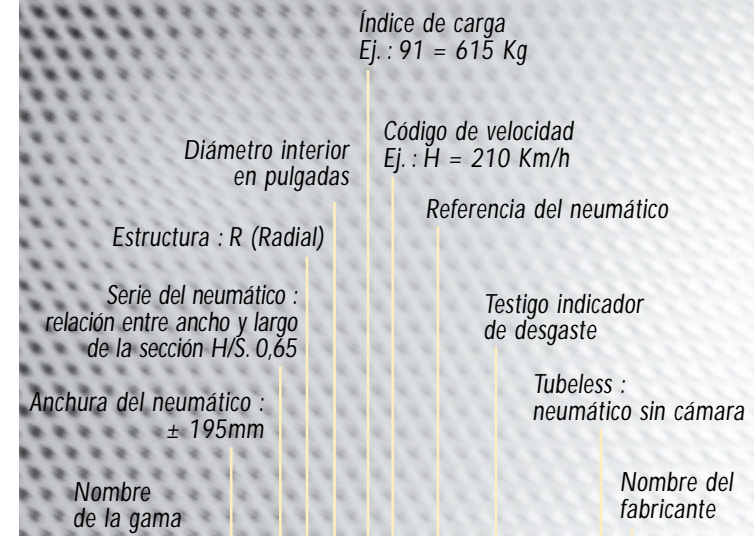 Índice de carga
Ej. : 91 = 615 Kg
Código de velocidad
Ej. : H = 210 Km/h
Diámetro interior
en pulgadas
Referencia del neumático
Estructura : R (Radial)
Serie del neumático :
relación entre ancho y largo
de la sección H/S. 0,65
Testigo indicador
de desgaste
Tubeless :
neumático sin cámara
Anchura del neumático :
± 195mm
Nombre
de la gama
Nombre del
fabricante